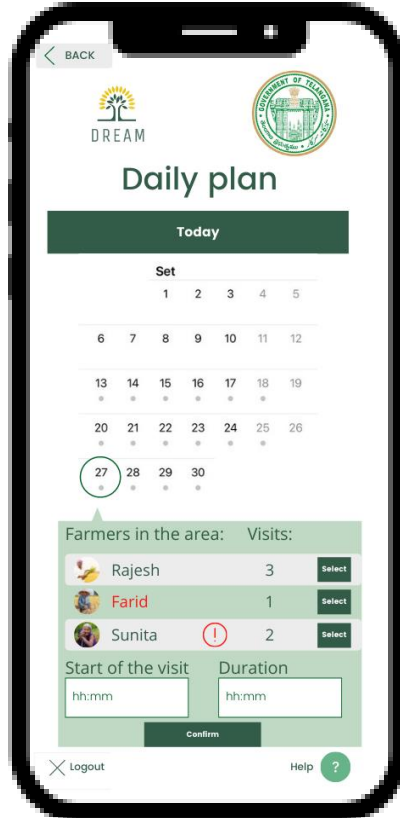 BACK
DREAM
GOVERNMENT OF TELANGANA
Daily plan
Today
Set
1 2 3 4 5
6 7 8 9 10 11 12
13 14 15 16 17 18 19
20 21 22 23 24 25 26
27 28 29 30
Farmers in the area: Visits:
Rajesh 3 Select
Farid 1 Select
Sunita ! 2 Select
Start of the visit Duration
hh:mm hh:mm
Confirm
Logout Help ?